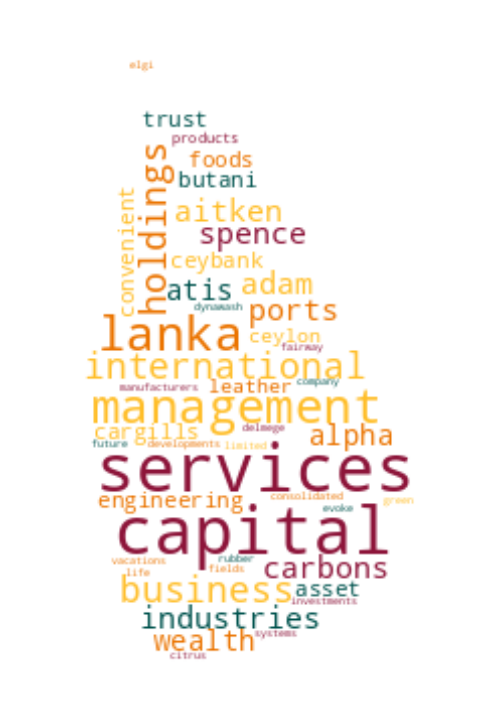 elgi
trust
products
holdings
foods
butani
convenient
aitken
spence
ceybank
atis
adam
dynawash
ports
lanka
ceylon
fairway
international
manufacturers
leather
company
management
cargills
delmege
alpha
future
developments
limited
services
engineering
consolidated
green
evoke
capital
vacations
rubber
fields
carbons
life
business
asset
investments
industries
wealth
systems
citrus